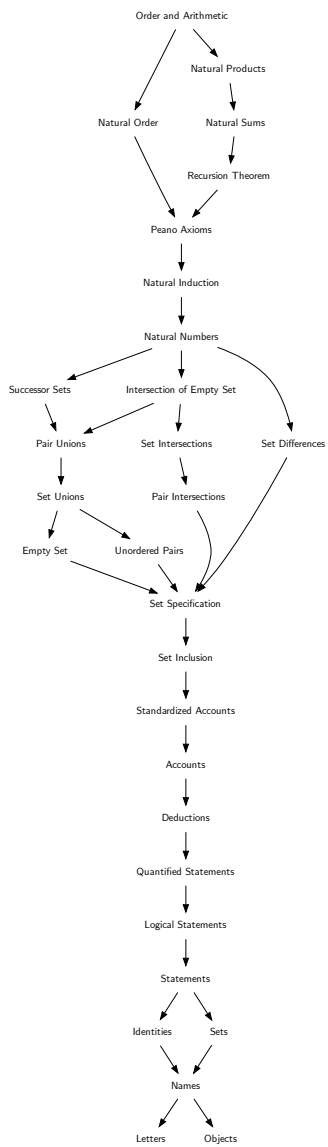 Order and Arithmetic
Natural Products
Natural Order
Natural Sums
Recursion Theorem
Peano Axioms
Natural Induction
Natural Numbers
Successor Sets
Intersection of Empty Set
Pair Unions
Set Intersections
Set Differences
Set Unions
Pair Intersections
Empty Set
Unordered Pairs
Set Specification
Set Inclusion
Standardized Accounts
Accounts
Deductions
Quantified Statements
Logical Statements
Statements
Identities
Sets
Names
Letters
Objects